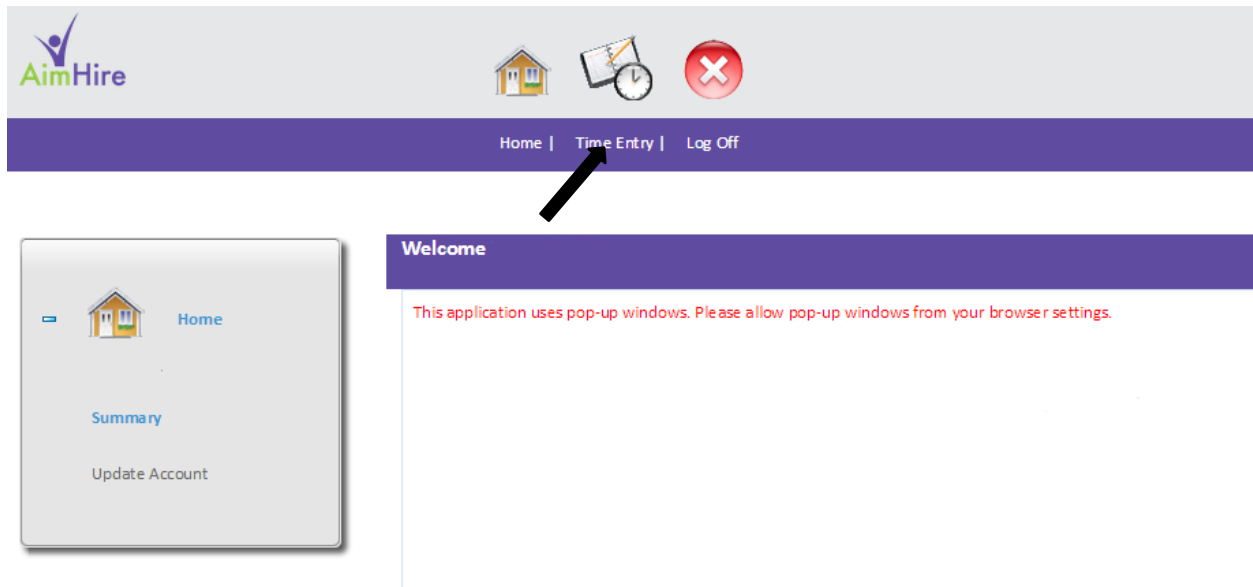 AimHire
Home | Time Entry | Log Off
Welcome
This application uses pop-up windows. Please allow pop-up windows from your browser settings.
Home
Summary
Update Account